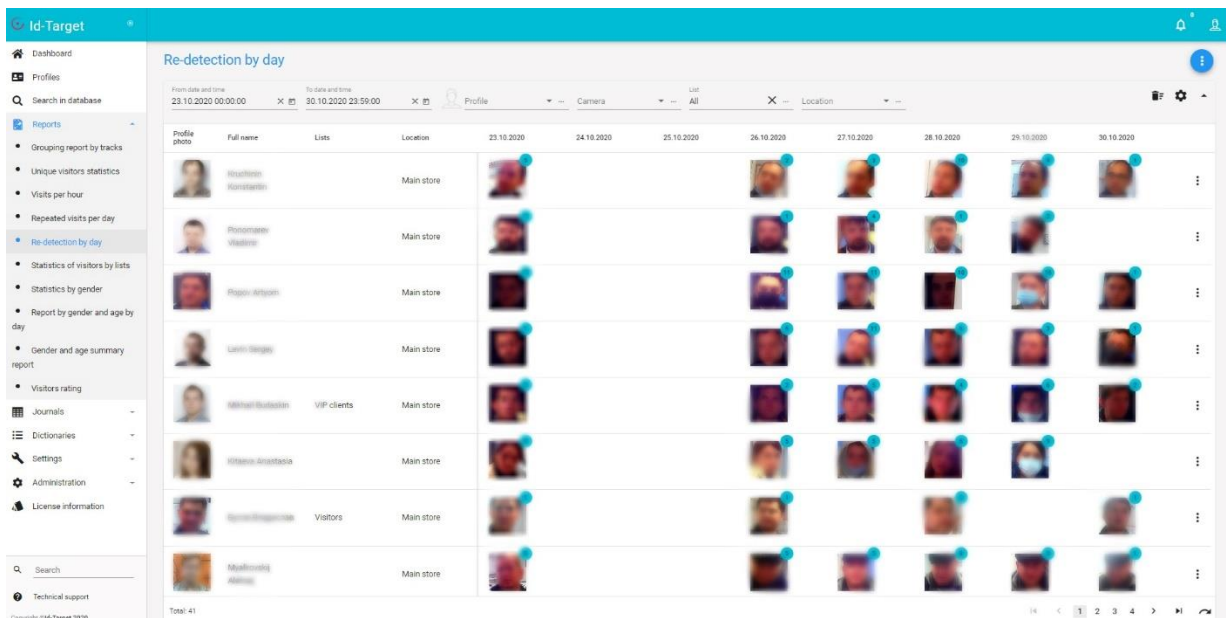 Id-Target
Dashboard
Profiles
Search in database
Reports
Grouping report by tracks
Unique visitors statistics
Visits per hour
Repeated visits per day
Re-detection by day
Statistics of visitors by lists
Statistics by gender
Report by gender and age by
day
Gender and age summary
report
Visitors rating
Journals
Dictionaries
Settings
Administration
License information
Search
Technical support
Re-detection by day
From date and time
23.10.2020 00:00:00
To date and time
30.10.2020 23:59:00
Profile
Camera
List
All
Location
Profile photo Full name Lists Location 23.10.2020 24.10.2020 25.10.2020 26.10.2020 27.10.2020 28.10.2020 29.10.2020 30.10.2020
Main store
Main store
Main store
Main store
VIP clients Main store
Main store
Visitors Main store
Main store
Total: 41
1 2 3 4